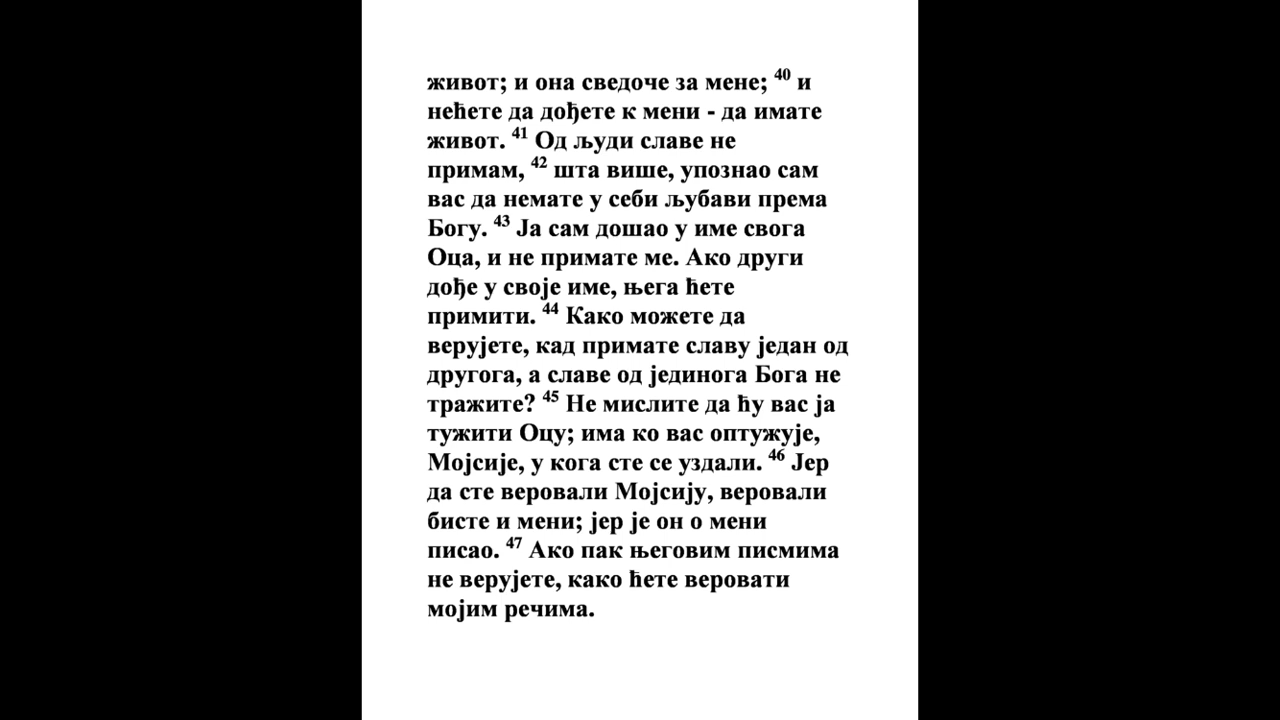 живот; и она сведоче за мене; 40 и
нећете да дођете к мени - да имате
живот. 41 Од људи славе не
примам, 42 шта више, упознао сам
вас да немате у себи љубави према
Богу. 43 Ја сам дошао у име свога
Оца, и не примате ме. Ако други
дође у своје име, њега ћете
примити. 44 Како можете да
верујете, кад примате славу један од
другога, а славе од јединога Бога не
тражите? 45 Не мислите да ћу вас ја
тужити Оцу; има ко вас оптужује,
Мојсије, у кога сте се уздали. 46 Јер
да сте веровали Мојсију, веровали
бисте и мени; јер је он о мени
писао. 47 Ако пак његовим писмима
не верујете, како ћете веровати
мојим речима.